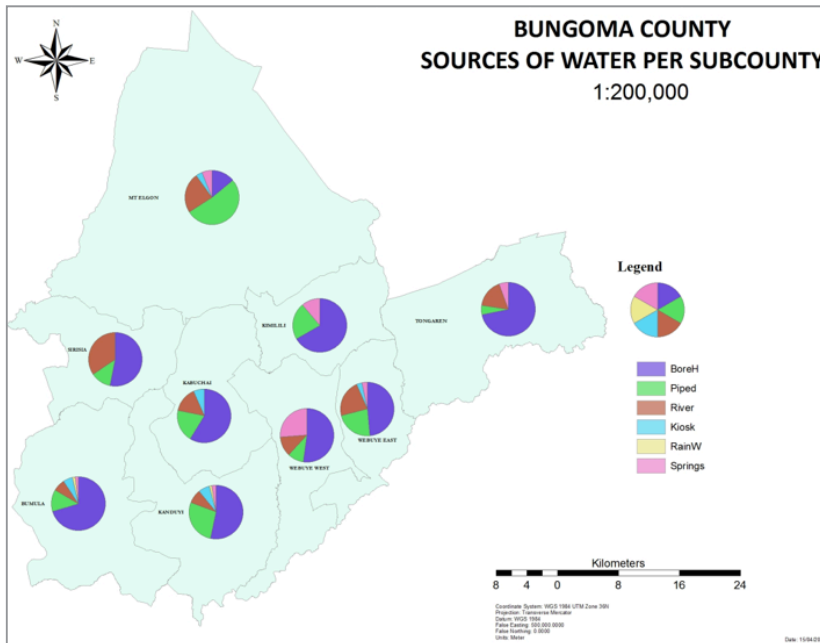 BUNGOMA COUNTY
SOURCES OF WATER PER SUBCOUNTY
1:200,000
N
W
E
S
MT ELGON
KIMILILI
TONGAREN
SIRISIA
KABUCHAI
WEBUYE EAST
WEBUYE WEST
BUMULA
KANDUYI
Legend
BoreH
Piped
River
Kiosk
RainW
Springs
Kilometers
8 4 0 8 16 24
Coordinate System: WGS 1984 UTM Zone 36N
Projection: Transverse Mercator
Datum: WGS 1984
False Easting: 500,000.0000
False Northing: 0.0000
Units: Meter
Date: